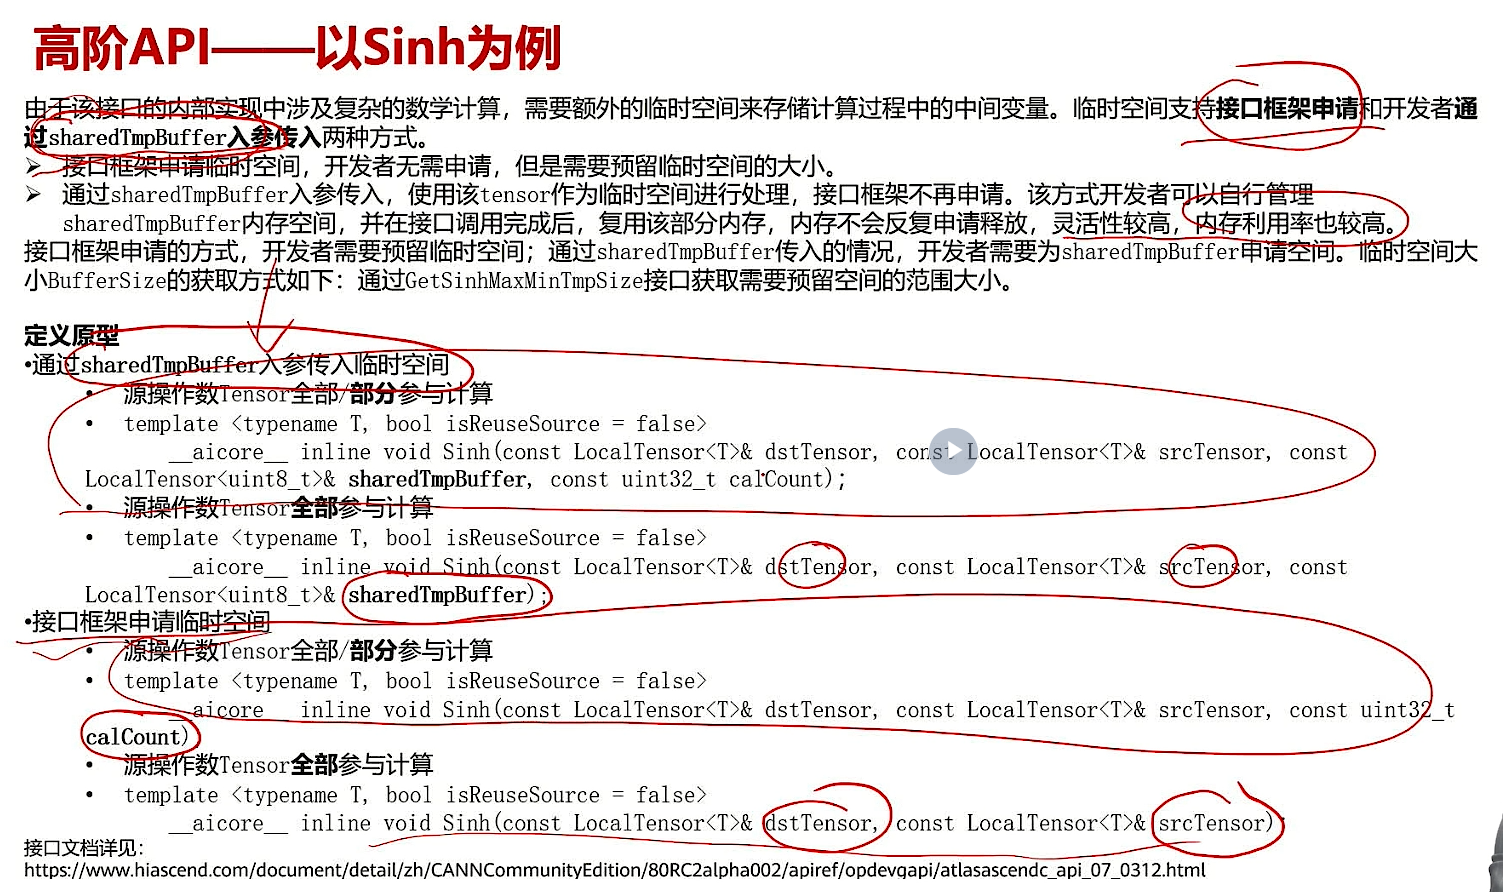 高阶API——以Sinh为例
由于该接口的内部实现中涉及复杂的数学计算，需要额外的临时空间来存储计算过程中的中间变量。临时空间支持接口框架申请和开发者通
过sharedTmpBuffer入参传入两种方式。
➢ 接口框架申请临时空间，开发者无需申请，但是需要预留临时空间的大小。
➢ 通过sharedTmpBuffer入参传入，使用该tensor作为临时空间进行处理，接口框架不再申请。该方式开发者可以自行管理
sharedTmpBuffer内存空间，并在接口调用完成后，复用该部分内存，内存不会反复申请释放，灵活性较高，内存利用率也较高。
接口框架申请的方式，开发者需要预留临时空间；通过sharedTmpBuffer传入的情况，开发者需要为sharedTmpBuffer申请空间。临时空间大
小BufferSize的获取方式如下：通过GetSinhMaxMinTmpSize接口获取需要预留空间的范围大小。
定义原型
•通过sharedTmpBuffer入参传入临时空间
• 源操作数Tensor全部/部分参与计算
• template <typename T, bool isReuseSource = false>
__aicore__ inline void Sinh(const LocalTensor<T>& dstTensor, const LocalTensor<T>& srcTensor, const
LocalTensor<uint8_t>& sharedTmpBuffer, const uint32_t calCount);
• 源操作数Tensor全部参与计算
• template <typename T, bool isReuseSource = false>
__aicore__ inline void Sinh(const LocalTensor<T>& dstTensor, const LocalTensor<T>& srcTensor, const
LocalTensor<uint8_t>& sharedTmpBuffer);
•接口框架申请临时空间
• 源操作数Tensor全部/部分参与计算
• template <typename T, bool isReuseSource = false>
__aicore__ inline void Sinh(const LocalTensor<T>& dstTensor, const LocalTensor<T>& srcTensor, const uint32_t
calCount)
• 源操作数Tensor全部参与计算
• template <typename T, bool isReuseSource = false>
__aicore__ inline void Sinh(const LocalTensor<T>& dstTensor, const LocalTensor<T>& srcTensor)
接口文档详见：
https://www.hiascend.com/document/detail/zh/CANNCommunityEdition/80RC2alpha002/apiref/opdevgapi/atlasascendc_api_07_0312.html